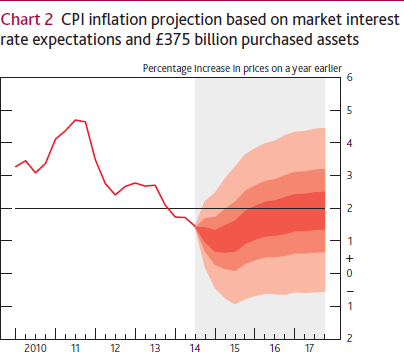 Chart 2 CPI inflation projection based on market interest
rate expectations and £375 billion purchased assets
Percentage increase in prices on a year earlier
6
5
4
3
2
1
+
0
–
1
2
2010 11 12 13 14 15 16 17